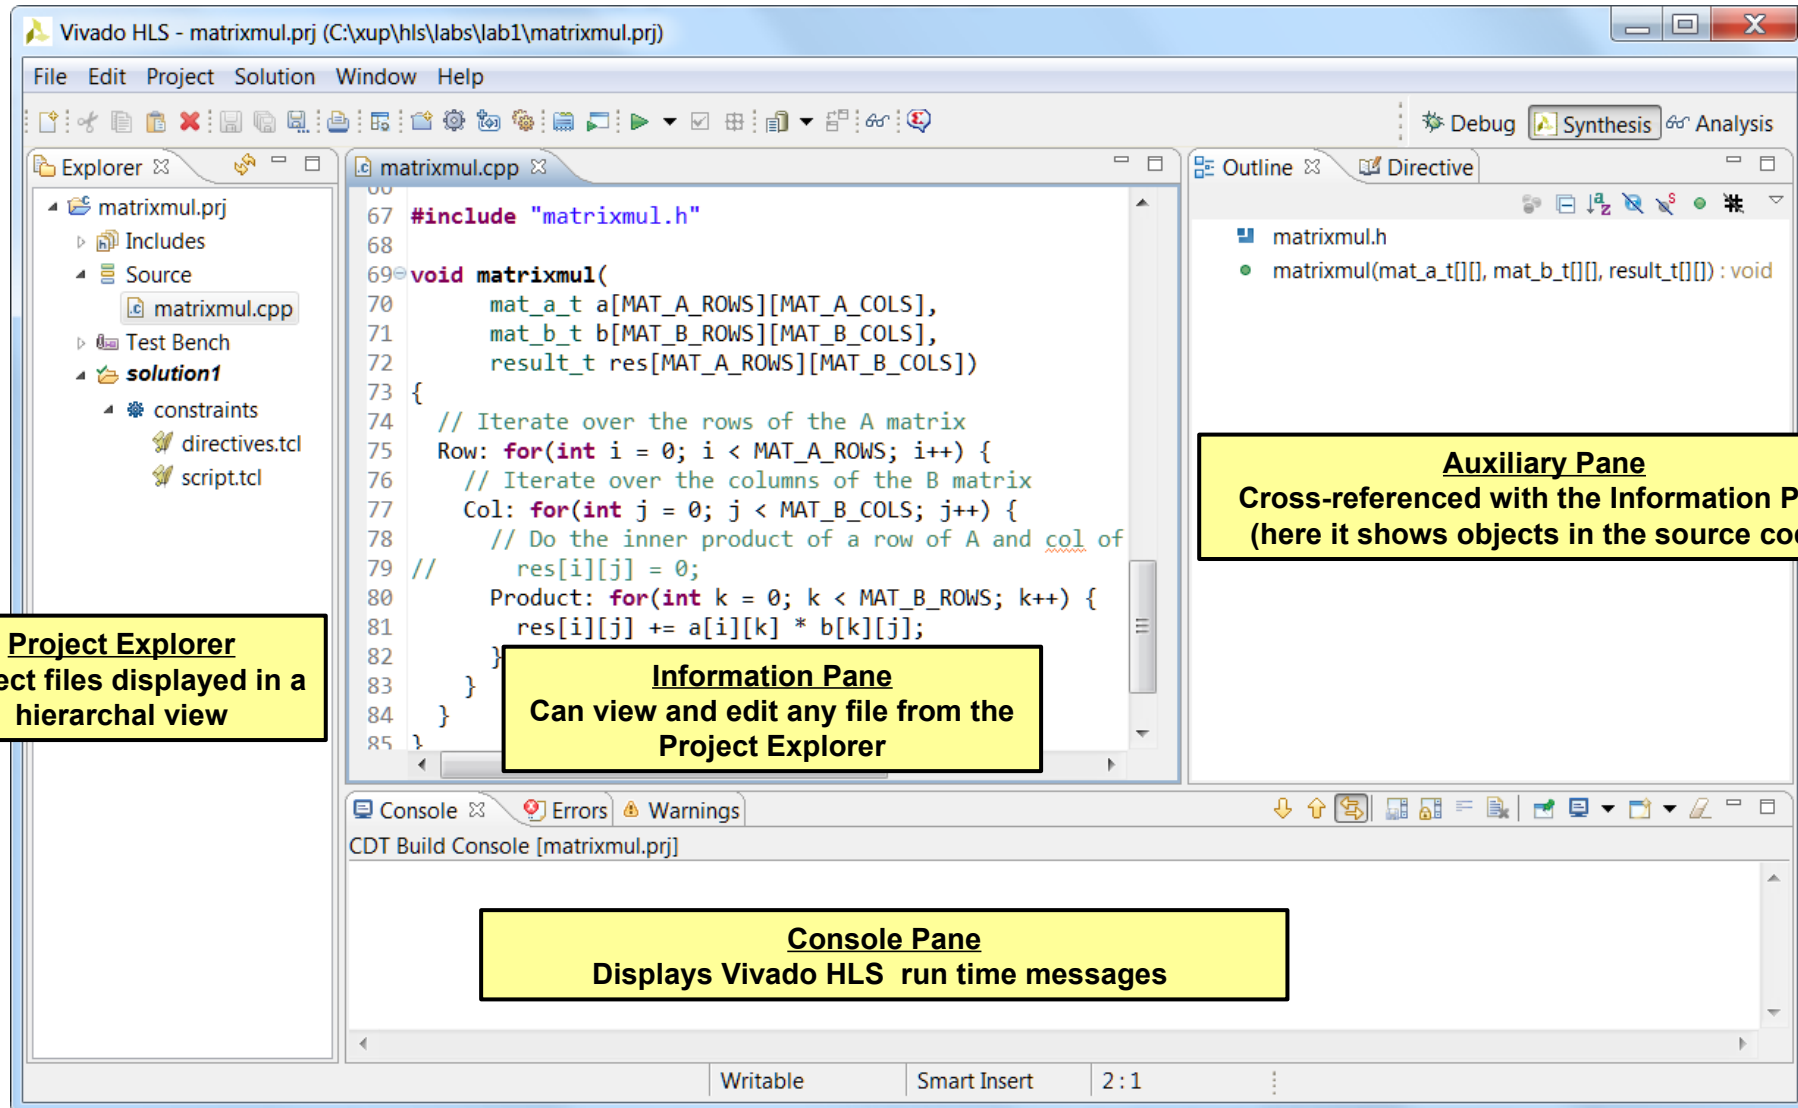 Vivado HLS - matrixmul.prj (C:\xup\hls\labs\lab1\matrixmul.prj)
File Edit Project Solution Window Help
Debug Synthesis Analysis
Explorer
matrixmul.prj
Includes
Source
matrixmul.cpp
Test Bench
solution1
constraints
directives.tcl
script.tcl
Project Explorer
files displayed in a
hierarchal view
matrixmul.cpp
67 #include "matrixmul.h"
68
69 void matrixmul(
70 mat_a_t a[MAT_A_ROWS][MAT_A_COLS],
71 mat_b_t b[MAT_B_ROWS][MAT_B_COLS],
72 result_t res[MAT_A_ROWS][MAT_B_COLS])
73 {
74 // Iterate over the rows of the A matrix
75 Row: for(int i = 0; i < MAT_A_ROWS; i++) {
76 // Iterate over the columns of the B matrix
77 Col: for(int j = 0; j < MAT_B_COLS; j++) {
78 // Do the inner product of a row of A and col of
79 // res[i][j] = 0;
80 Product: for(int k = 0; k < MAT_B_ROWS; k++) {
81 res[i][j] += a[i][k] * b[k][j];
82 }
83 }
84 }
85 }
Information Pane
Can view and edit any file from the
Project Explorer
Outline Directive
matrixmul.h
matrixmul(mat_a_t[][], mat_b_t[][], result_t[][]) : void
Auxiliary Pane
Cross-referenced with the Information
(here it shows objects in the source
Console Errors Warnings
CDT Build Console [matrixmul.prj]
Console Pane
Displays Vivado HLS run time messages
Writable Smart Insert 2 : 1